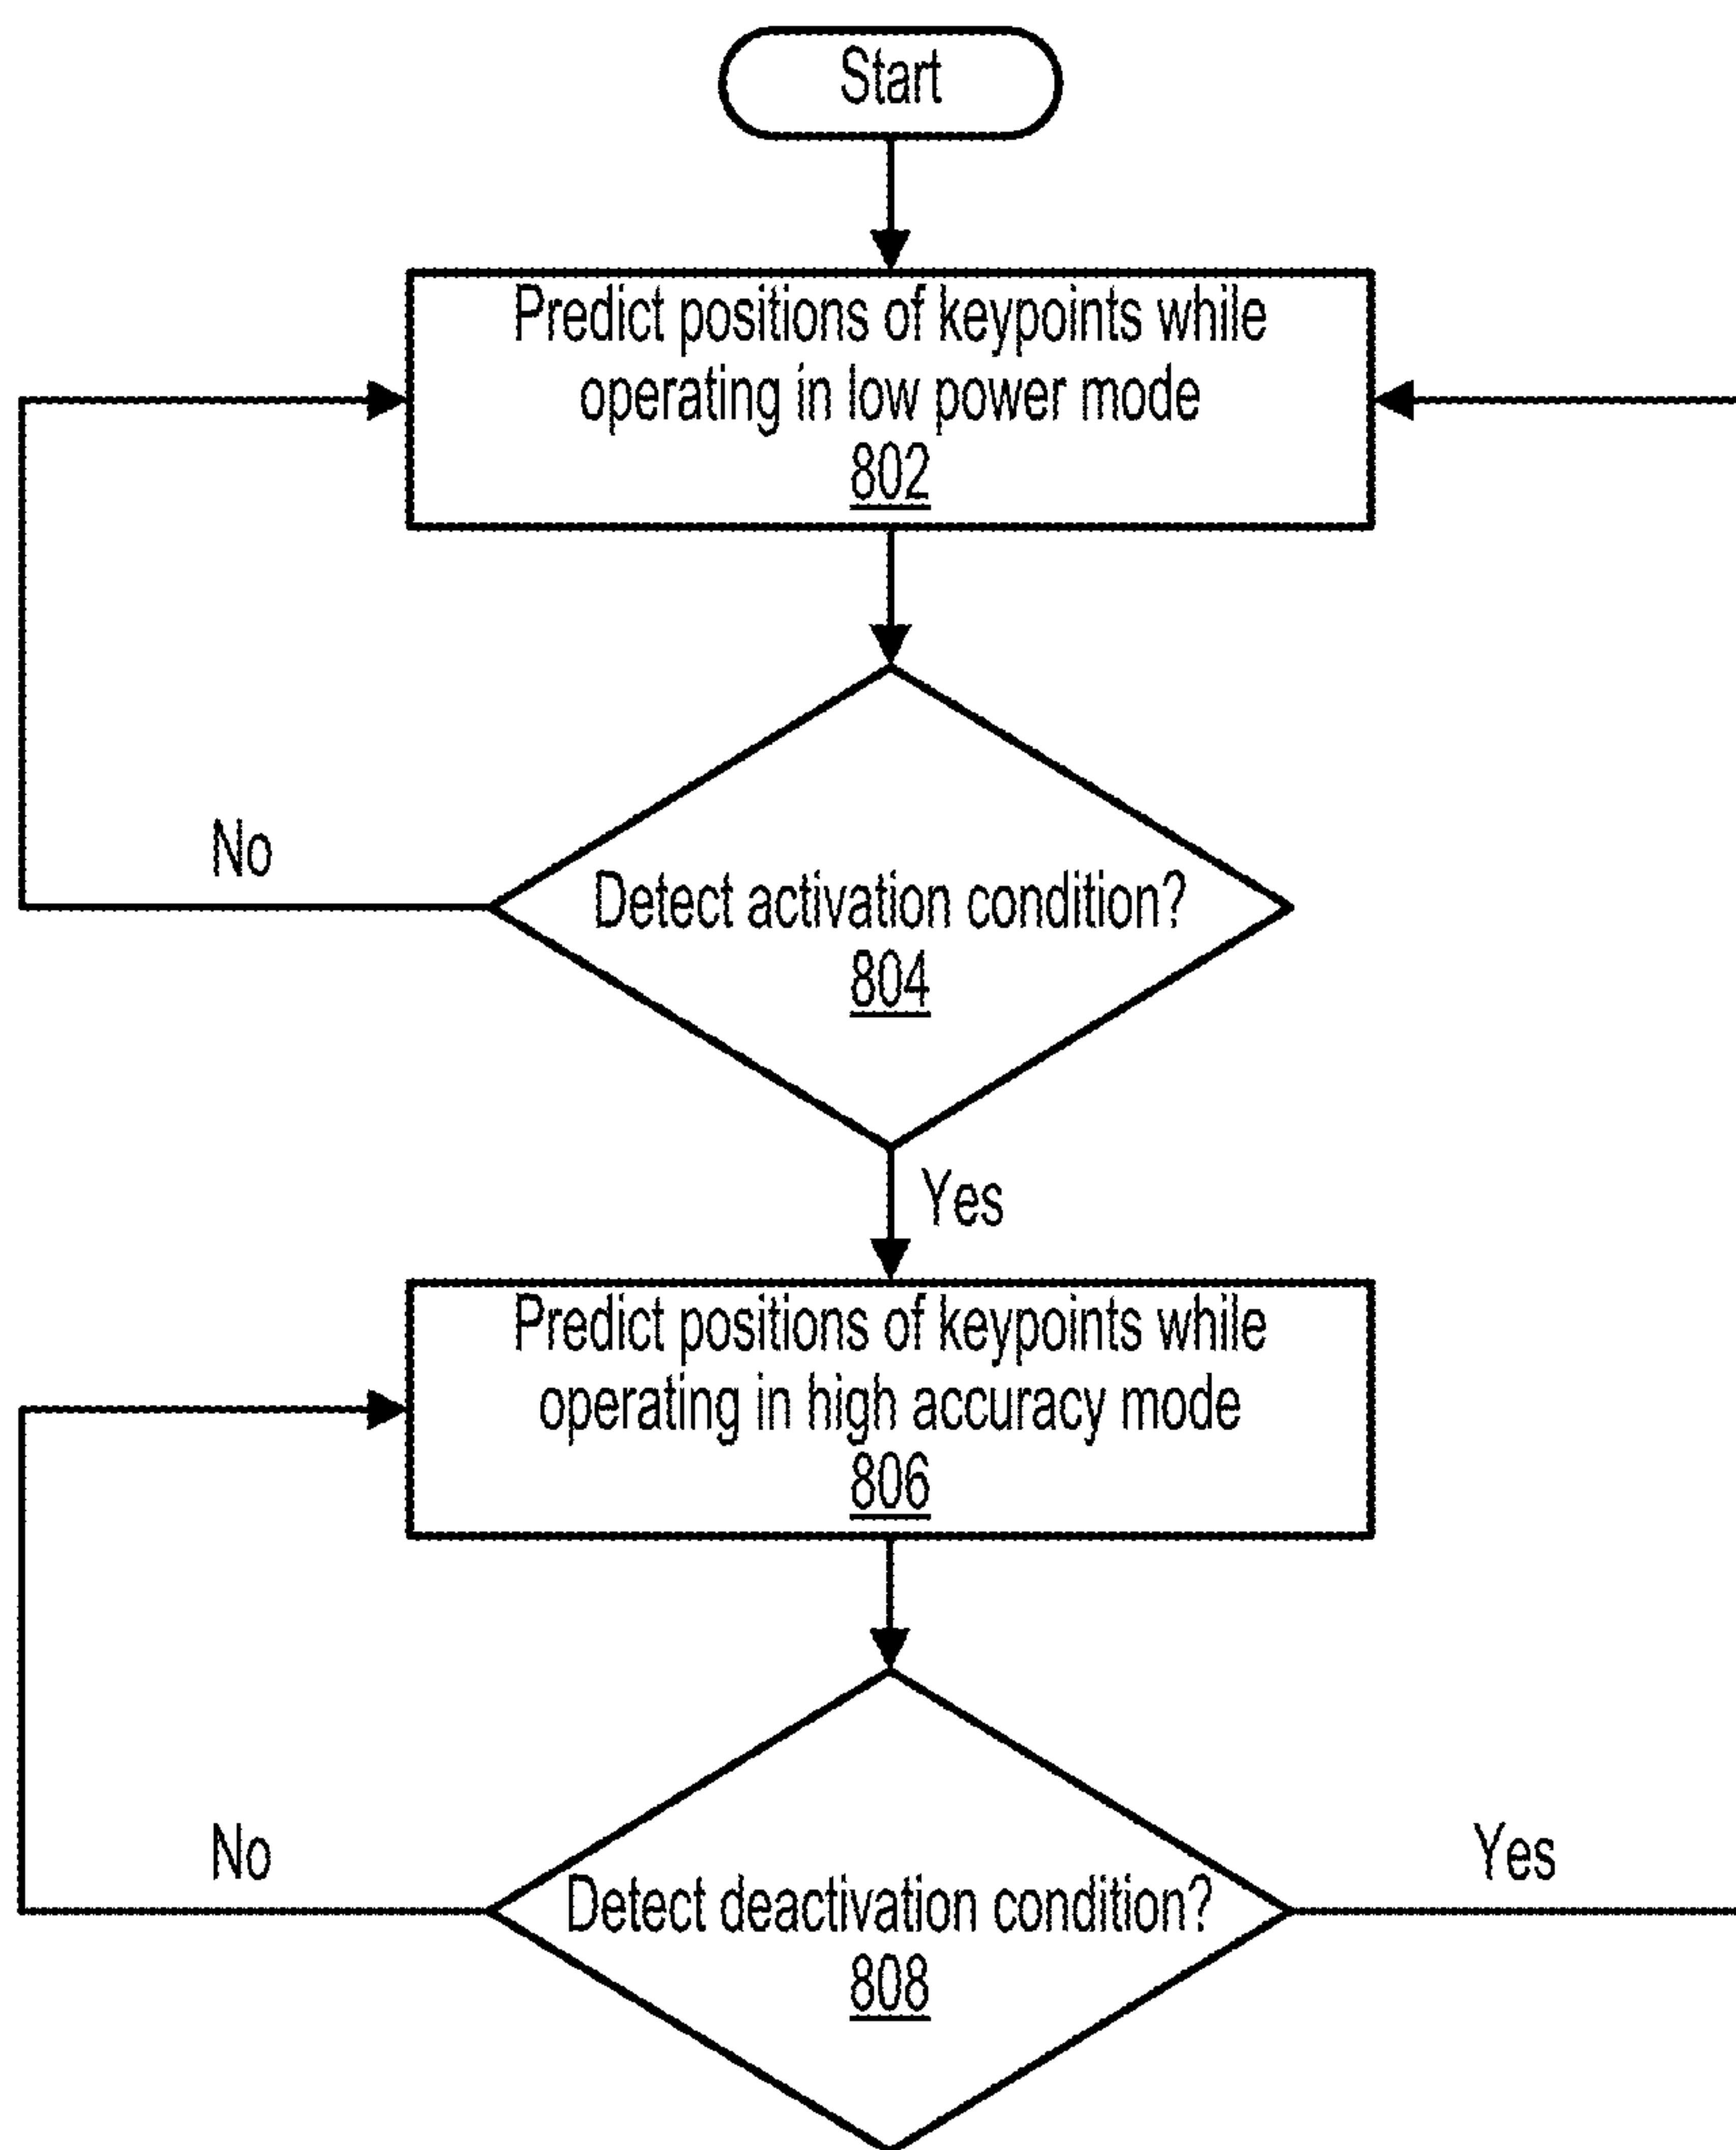 Start
Predict positions of keypoints while
operating in low power mode
802
No
Detect activation condition?
804
Yes
Predict positions of keypoints while
operating in high accuracy mode
806
No
Yes
Detect deactivation condition?
808